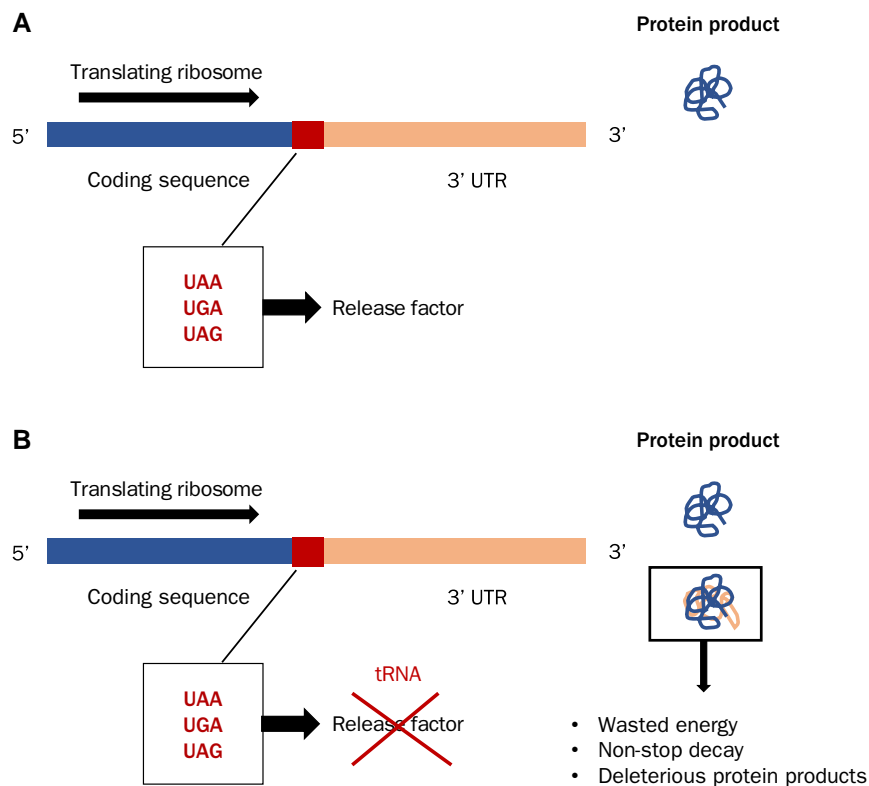 A
Protein product
Translating ribosome
5’
3’
Coding sequence
3’ UTR
UAA
UGA
UAG
Release factor
B
Protein product
Translating ribosome
5’
3’
Coding sequence
3’ UTR
tRNA
UAA
UGA
UAG
Release factor
• Wasted energy
• Non-stop decay
• Deleterious protein products